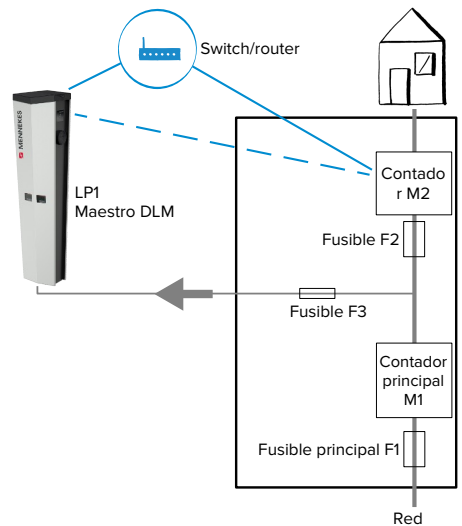 Switch/router
MENNEKES
LP1
Maestro DLM
Contado
r M2
Fusible F2
Fusible F3
Contador
principal
M1
Fusible principal F1
Red